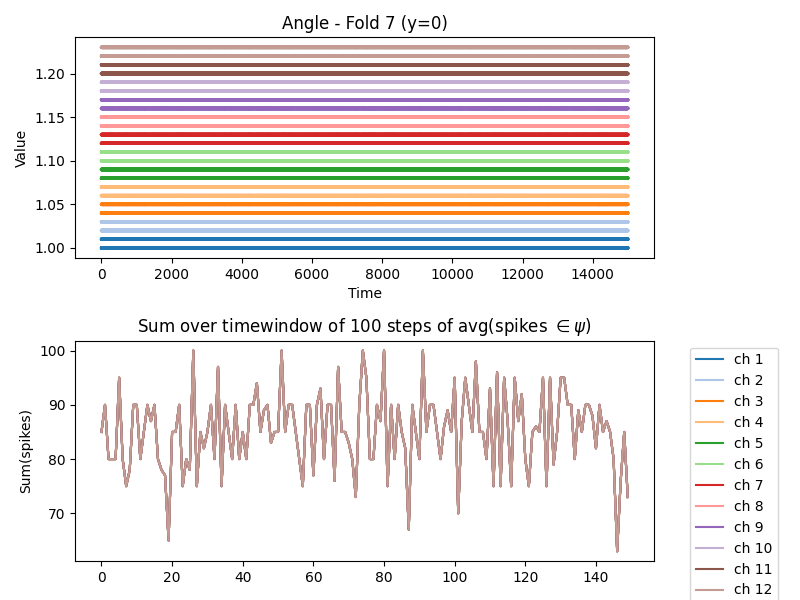 Angle - Fold 7 (y=0)
Value
1.20
1.15
1.10
1.05
1.00
0 2000 4000 6000 8000 10000 12000 14000
Time
Sum over timewindow of 100 steps of avg(spikes ∈ ψ)
Sum(spikes)
100
90
80
70
0 20 40 60 80 100 120 140
ch 1
ch 2
ch 3
ch 4
ch 5
ch 6
ch 7
ch 8
ch 9
ch 10
ch 11
ch 12